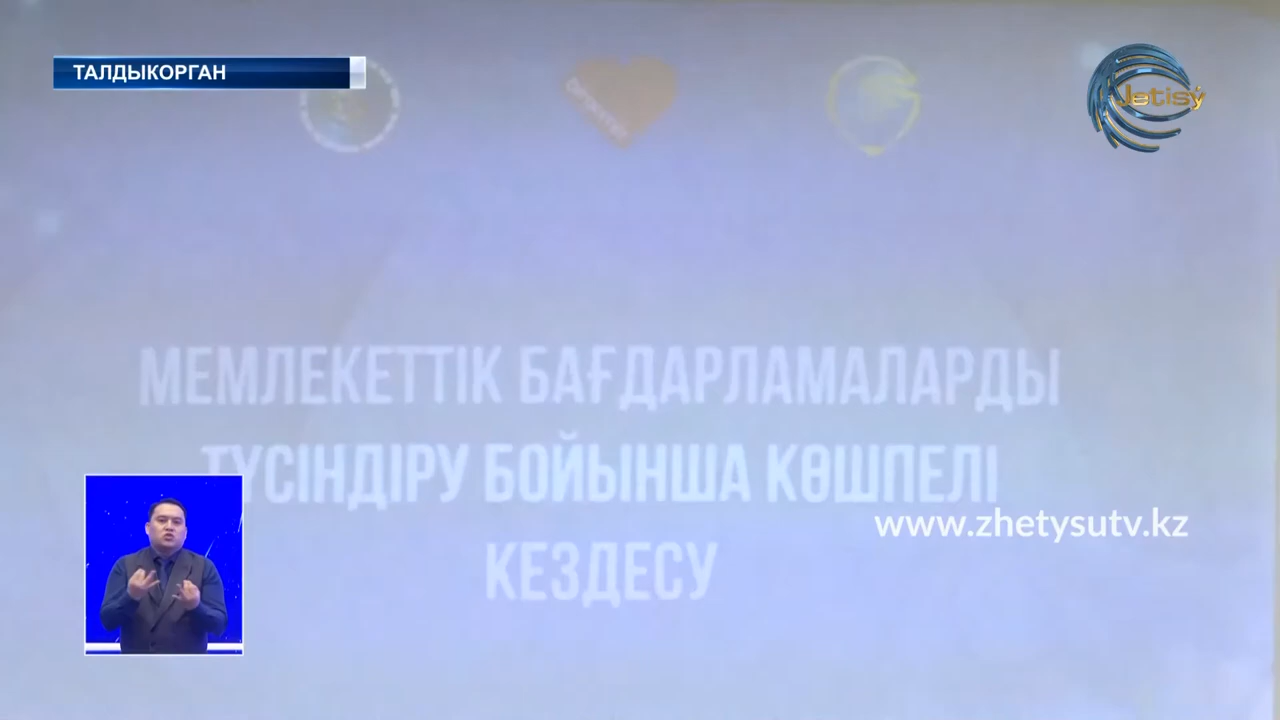 ТАЛДЫКОРГАН
Jetisý
МЕМЛЕКЕТТІК БАҒДАРЛАМАЛАРДЫ
ТҮСІНДІРУ БОЙЫНША КӨШПЕЛІ
www.zhetysutv.kz
КЕЗДЕСУ